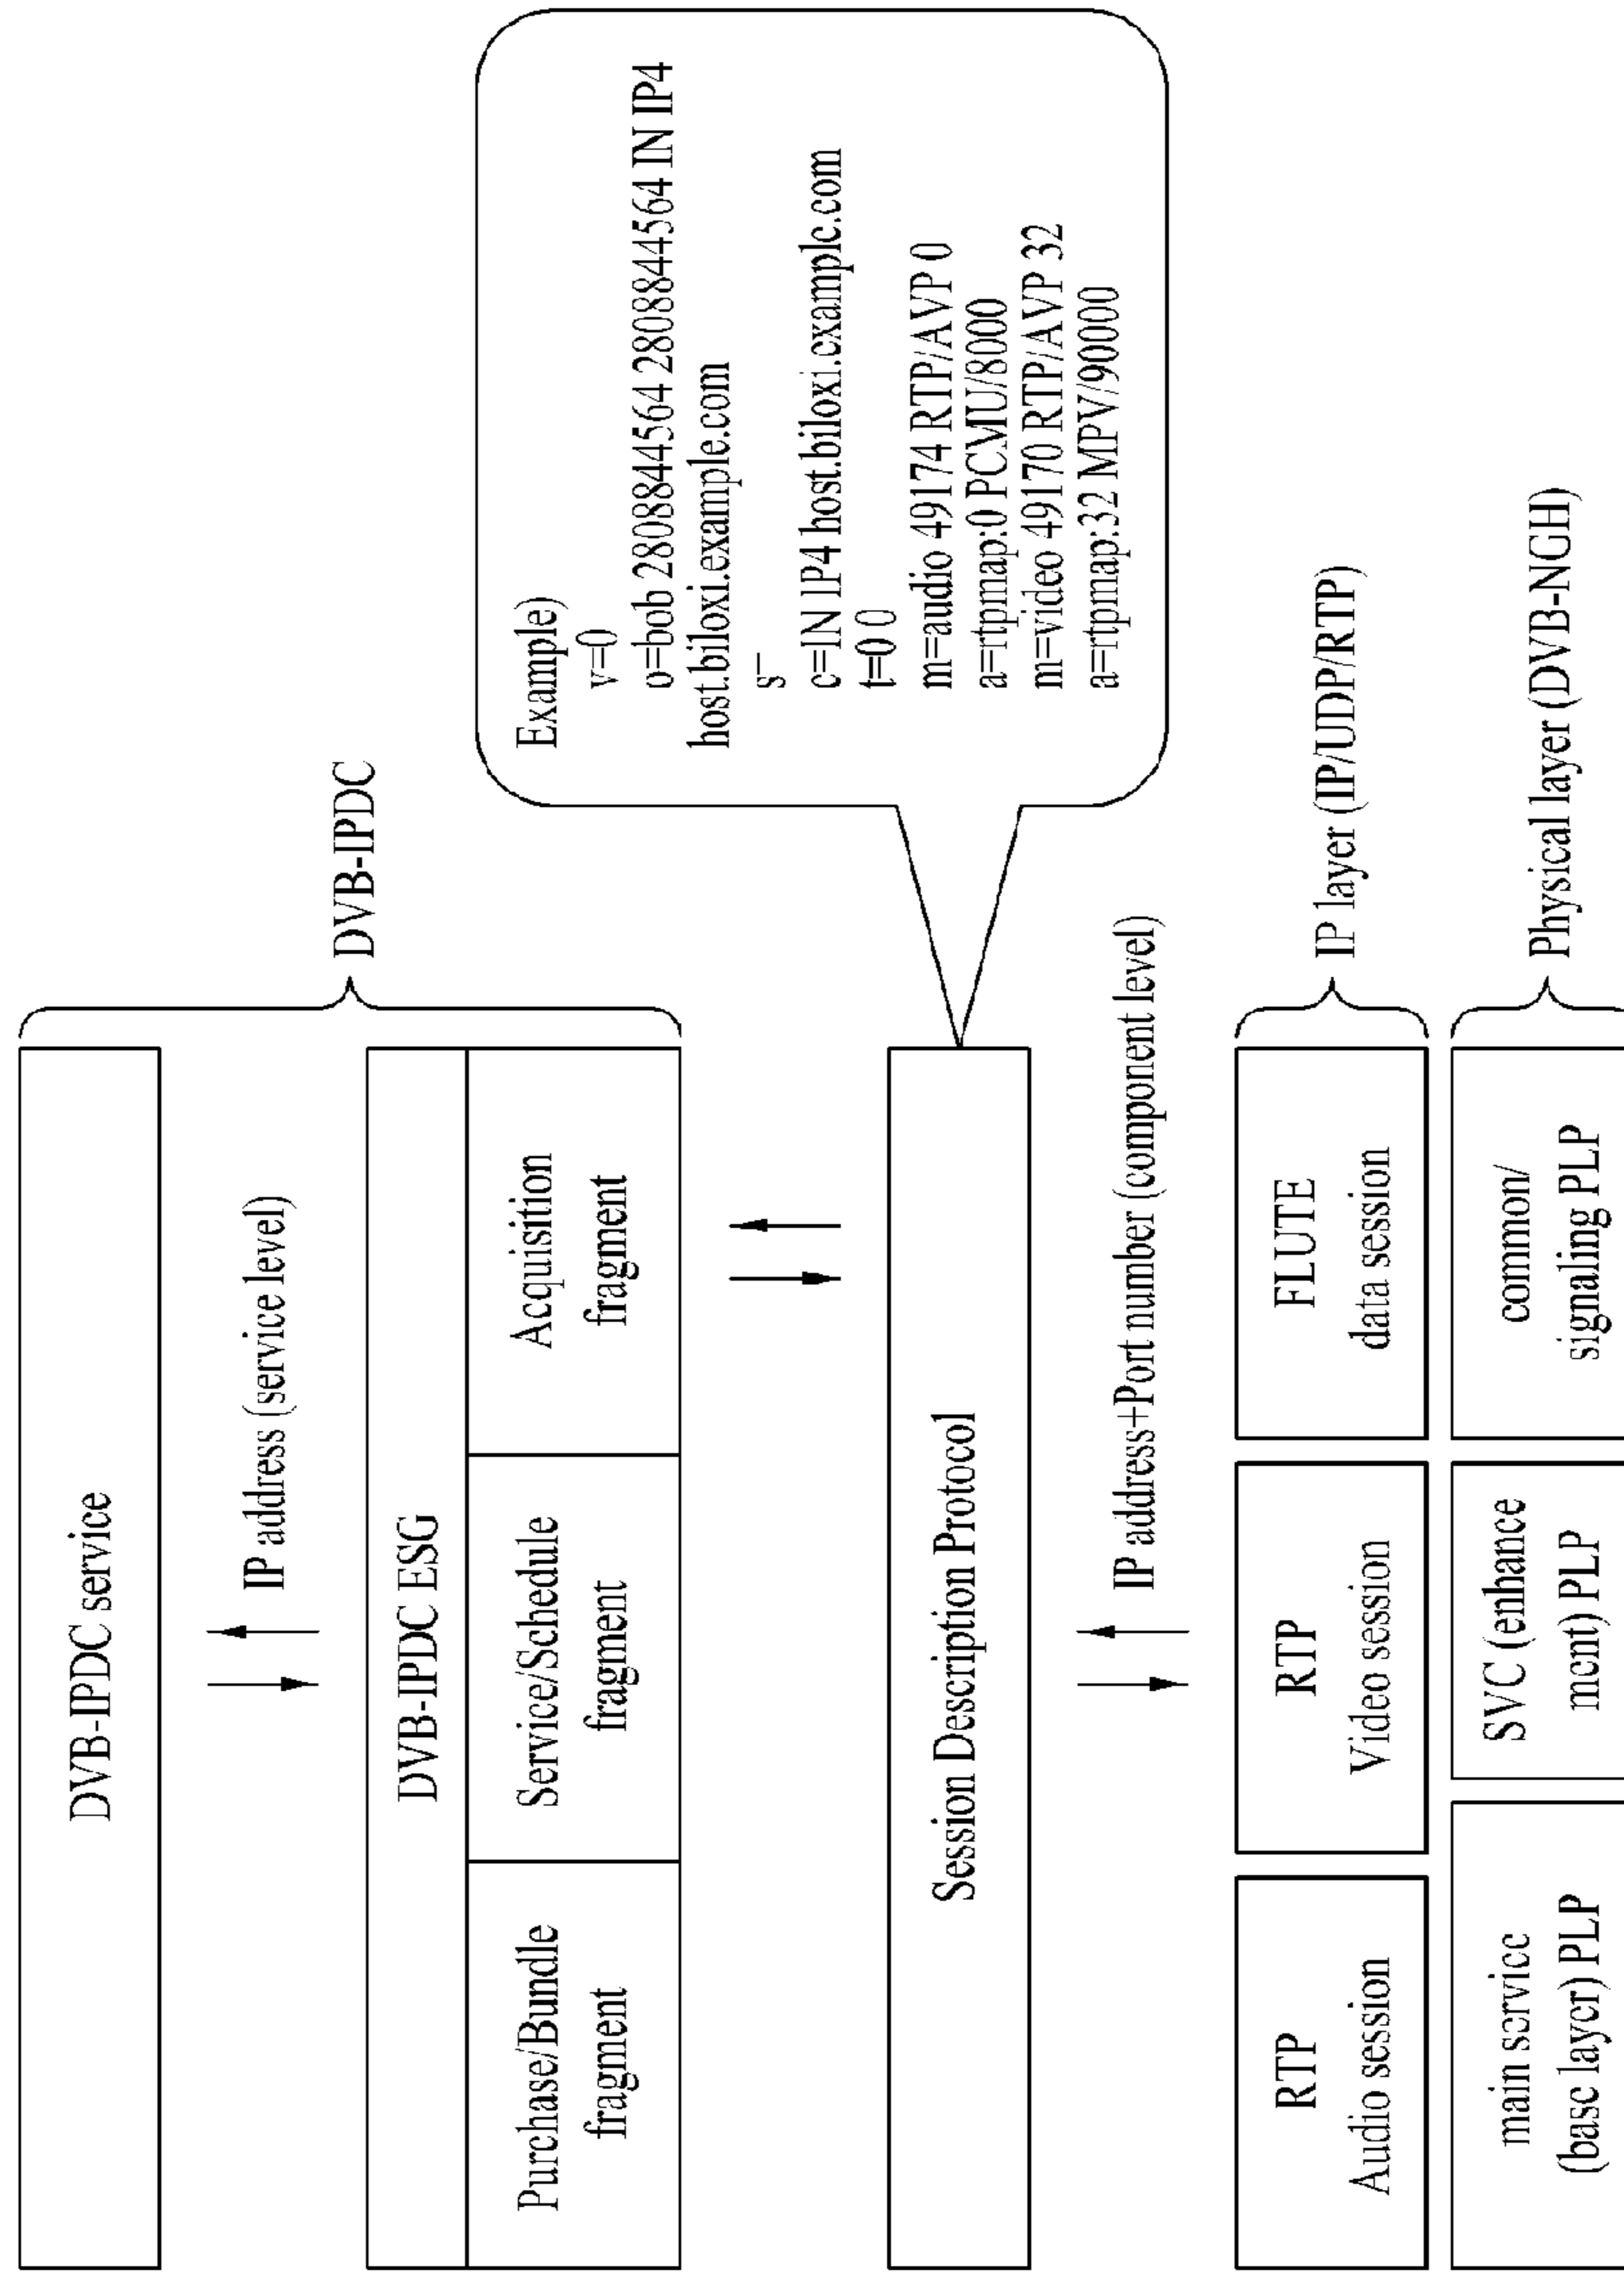 DVB-IPDC service
IP address (service level)
DVB-IPDC ESG
Purchase/Bundle
fragment
Service/Schedule
fragment
Acquisition
fragment
DVB-IPDC
Session Description Protocol
Example)
v=0
o=bob 2808844564 2808844564 IN IP4
host.biloxi.example.com
s–
c=IN IP4 host.biloxi.example.com
t=0 0
m=audio 49174 RTP/AVP 0
a=rtpmap:0 PCMU/8000
m=video 49170 RTP/AVP 32
a=rtpmap:32 MPV/90000
IP address+Port number (component level)
RTP
Audio session
RTP
Video session
FLUTE
data session
IP layer (IP/UDP/RTP)
main service
(base layer) PLP
SVC (enhance
ment) PLP
common/
signaling PLP
Physical layer (DVB-NGH)